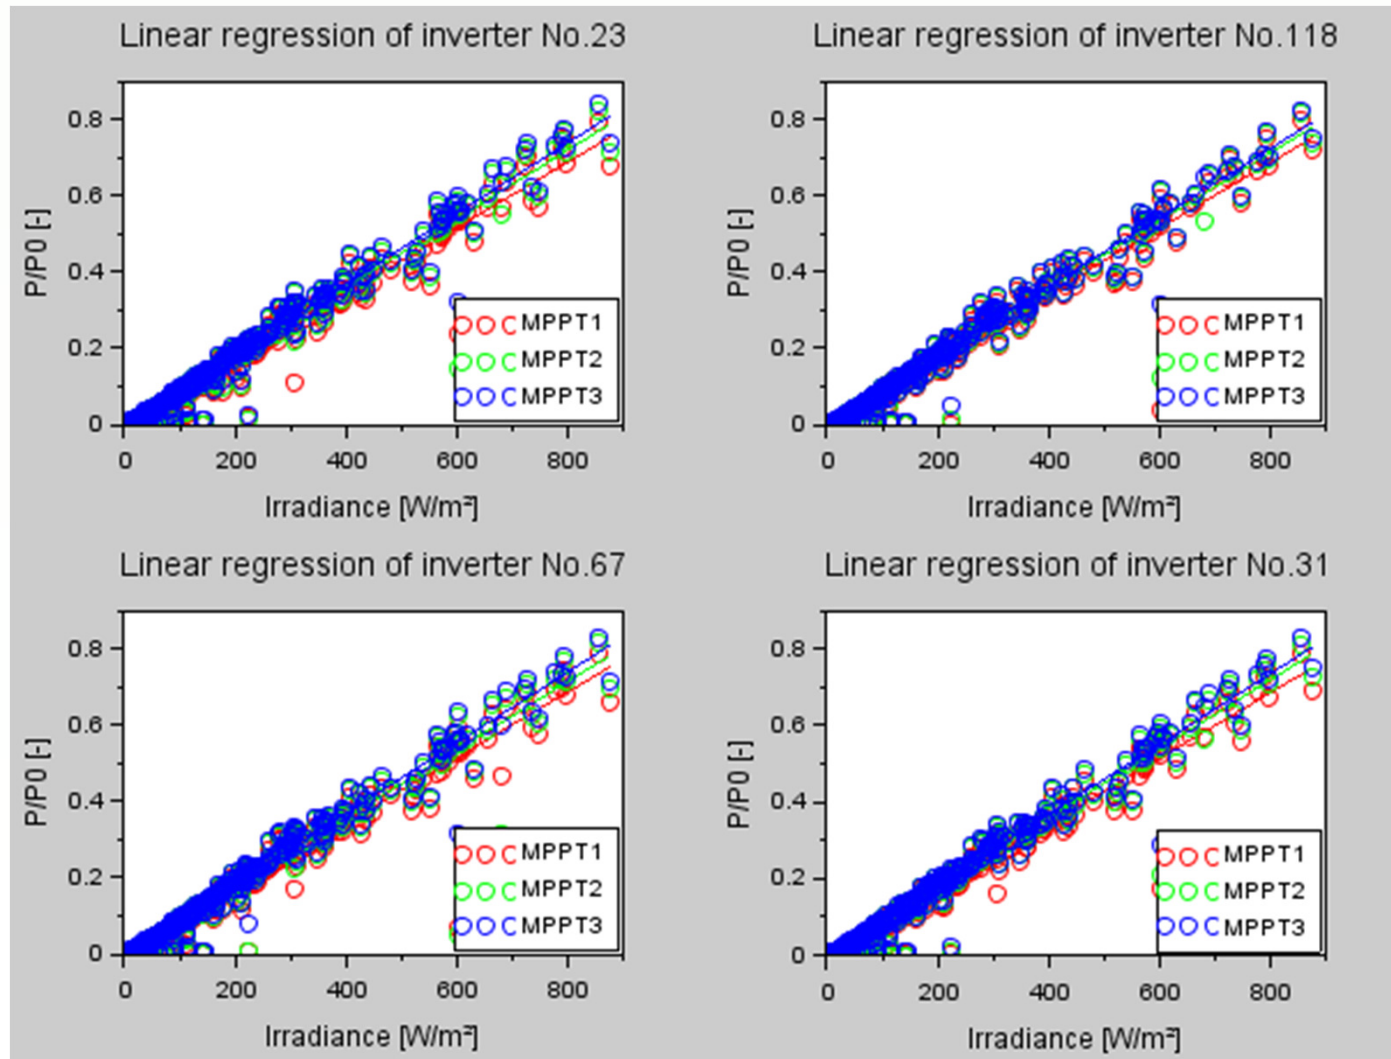 Linear regression of inverter No.23
0.8
0.6
0.4
0.2
0
P/P0 [-]
MPPT1
MPPT2
MPPT3
0 200 400 600 800
Irradiance [W/m²]
Linear regression of inverter No.118
0.8
0.6
0.4
0.2
0
P/P0 [-]
MPPT1
MPPT2
MPPT3
0 200 400 600 800
Irradiance [W/m²]
Linear regression of inverter No.67
0.8
0.6
0.4
0.2
0
P/P0 [-]
MPPT1
MPPT2
MPPT3
0 200 400 600 800
Irradiance [W/m²]
Linear regression of inverter No.31
0.8
0.6
0.4
0.2
0
P/P0 [-]
MPPT1
MPPT2
MPPT3
0 200 400 600 800
Irradiance [W/m²]